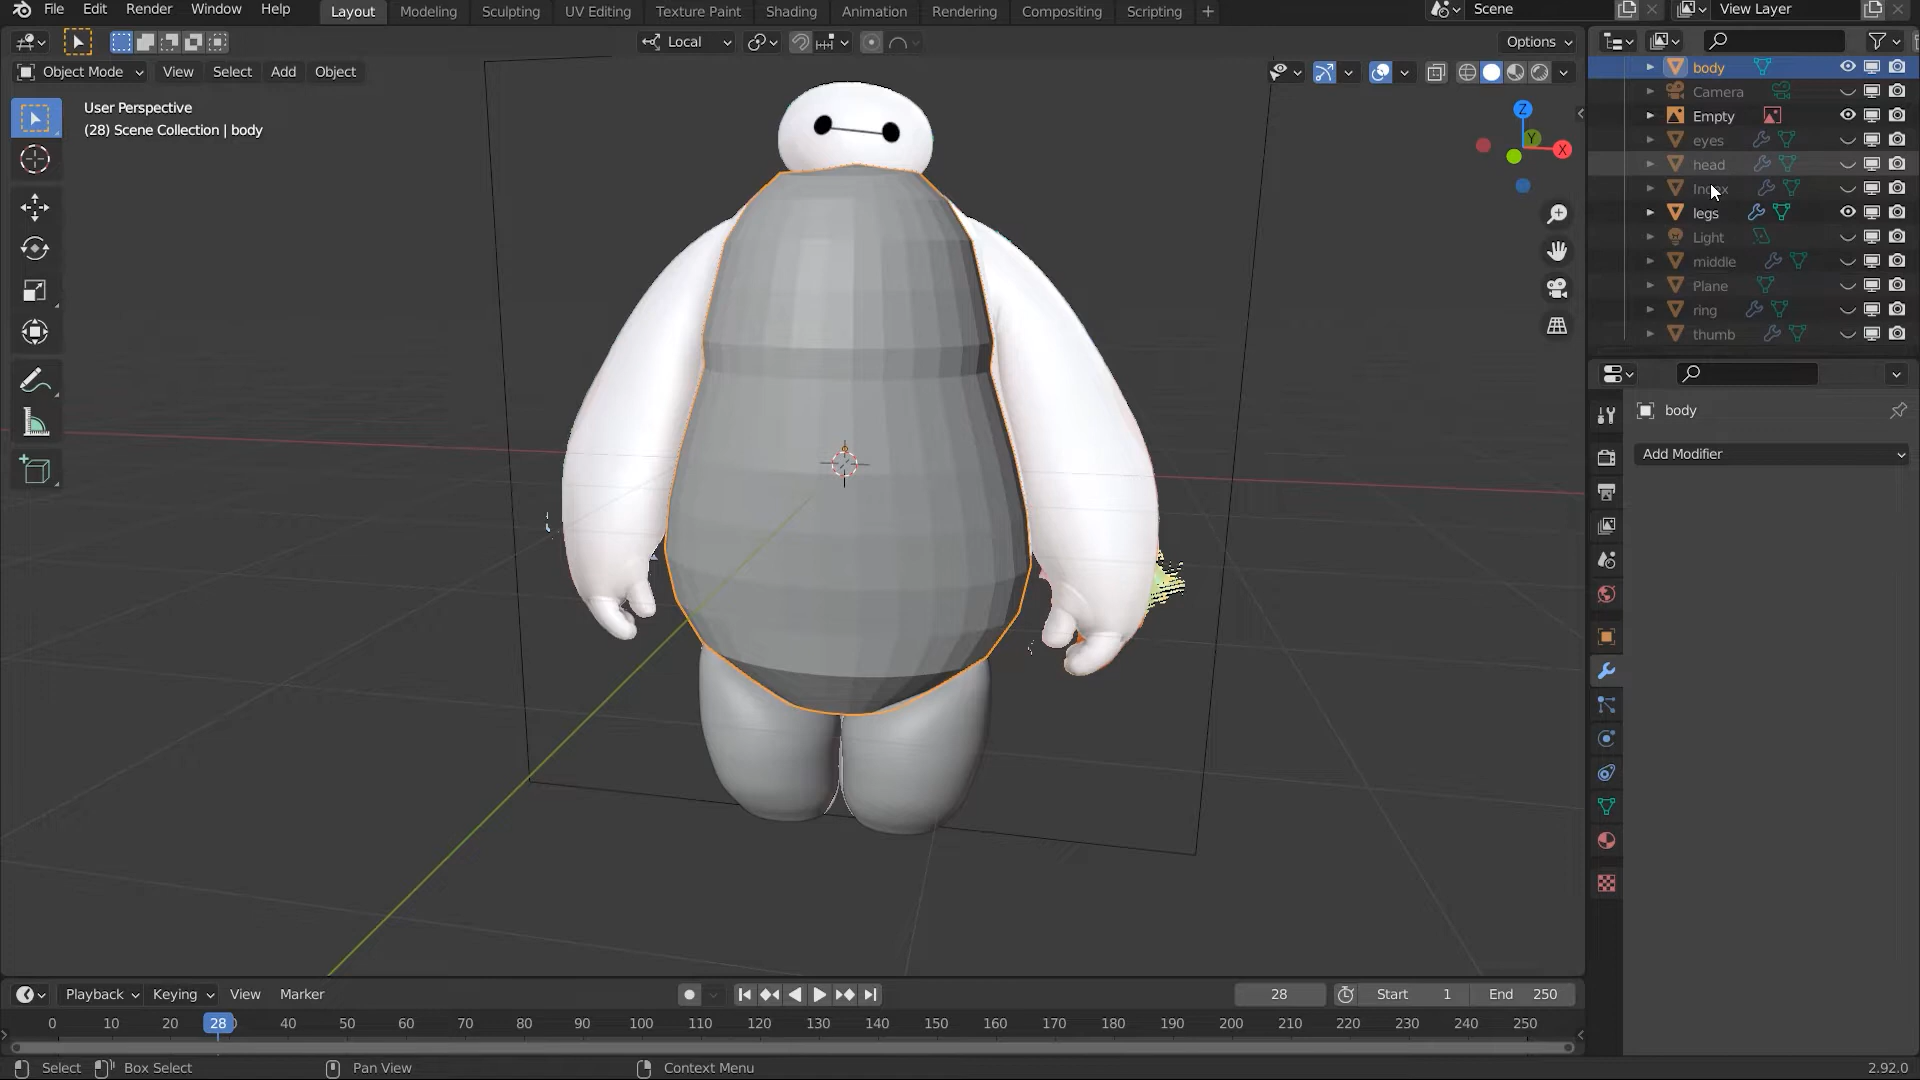 File Edit Render Window Help Layout Modeling Sculpting UV Editing Texture Paint Shading Animation Rendering Compositing Scripting + Scene View Layer
Local Options
Object Mode View Select Add Object
User Perspective
(28) Scene Collection | body
Z
Y
X
body
Camera
Empty
eyes
head
legs
Light
middle
Plane
ring
thumb
body
Add Modifier
Playback Keying View Marker 28 Start 1 End 250
0 10 20 28 40 50 60 70 80 90 100 110 120 130 140 150 160 170 180 190 200 210 220 230 240 250
Select Box Select Pan View Context Menu 2.92.0